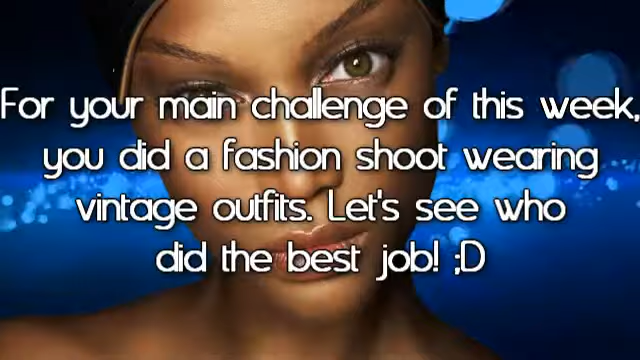 For your main challenge of this week,
you did a fashion shoot wearing
vintage outfits. Let's see who
did the best job! ;D